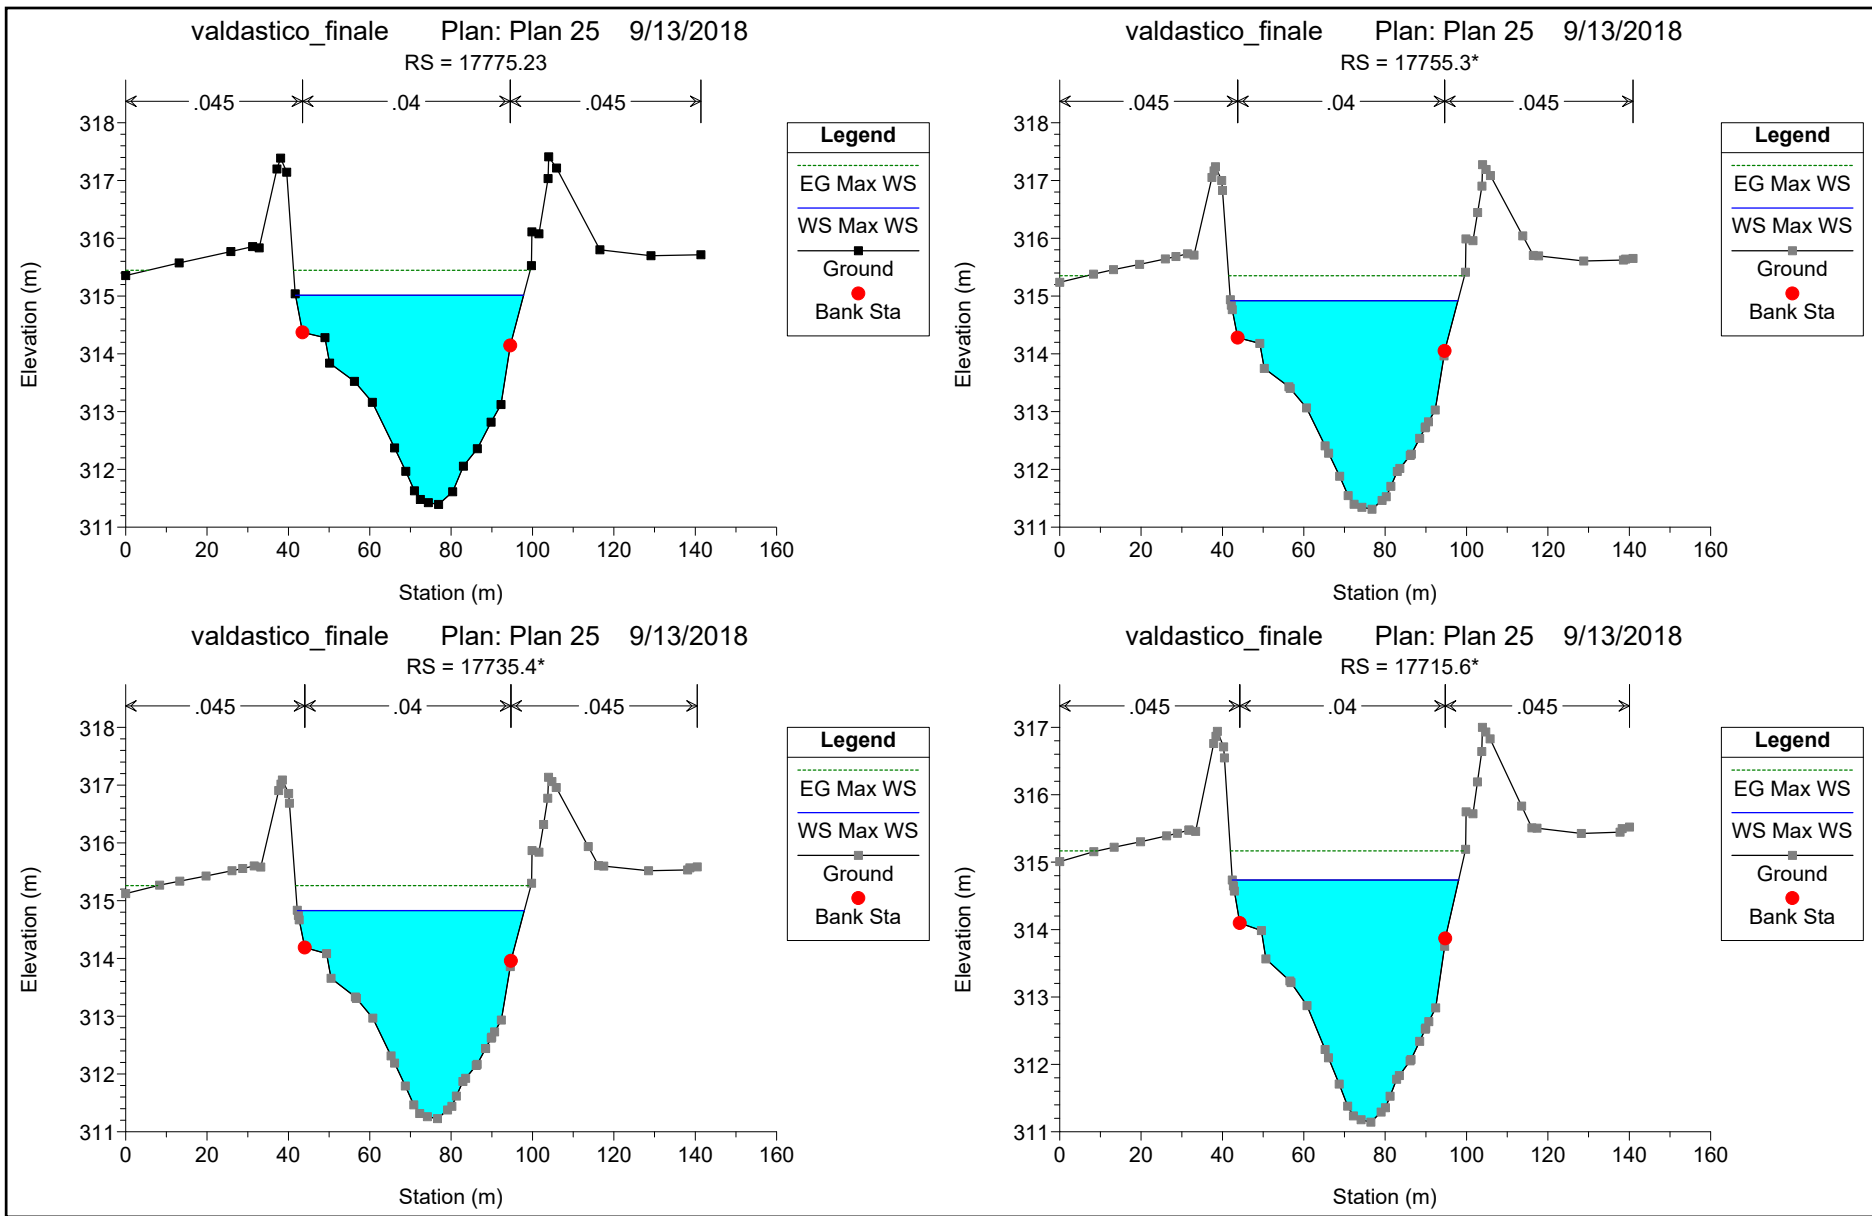 valdastico_finale Plan: Plan 25 9/13/2018
RS = 17775.23
.045 .04 .045
318
317
316
315
314
313
312
311
Elevation (m)
0 20 40 60 80 100 120 140 160
Station (m)
Legend
EG Max WS
WS Max WS
Ground
Bank Sta
valdastico_finale Plan: Plan 25 9/13/2018
RS = 17755.3*
.045 .04 .045
318
317
316
315
314
313
312
311
Elevation (m)
0 20 40 60 80 100 120 140 160
Station (m)
Legend
EG Max WS
WS Max WS
Ground
Bank Sta
valdastico_finale Plan: Plan 25 9/13/2018
RS = 17735.4*
.045 .04 .045
318
317
316
315
314
313
312
311
Elevation (m)
0 20 40 60 80 100 120 140 160
Station (m)
Legend
EG Max WS
WS Max WS
Ground
Bank Sta
valdastico_finale Plan: Plan 25 9/13/2018
RS = 17715.6*
.045 .04 .045
317
316
315
314
313
312
311
Elevation (m)
0 20 40 60 80 100 120 140 160
Station (m)
Legend
EG Max WS
WS Max WS
Ground
Bank Sta